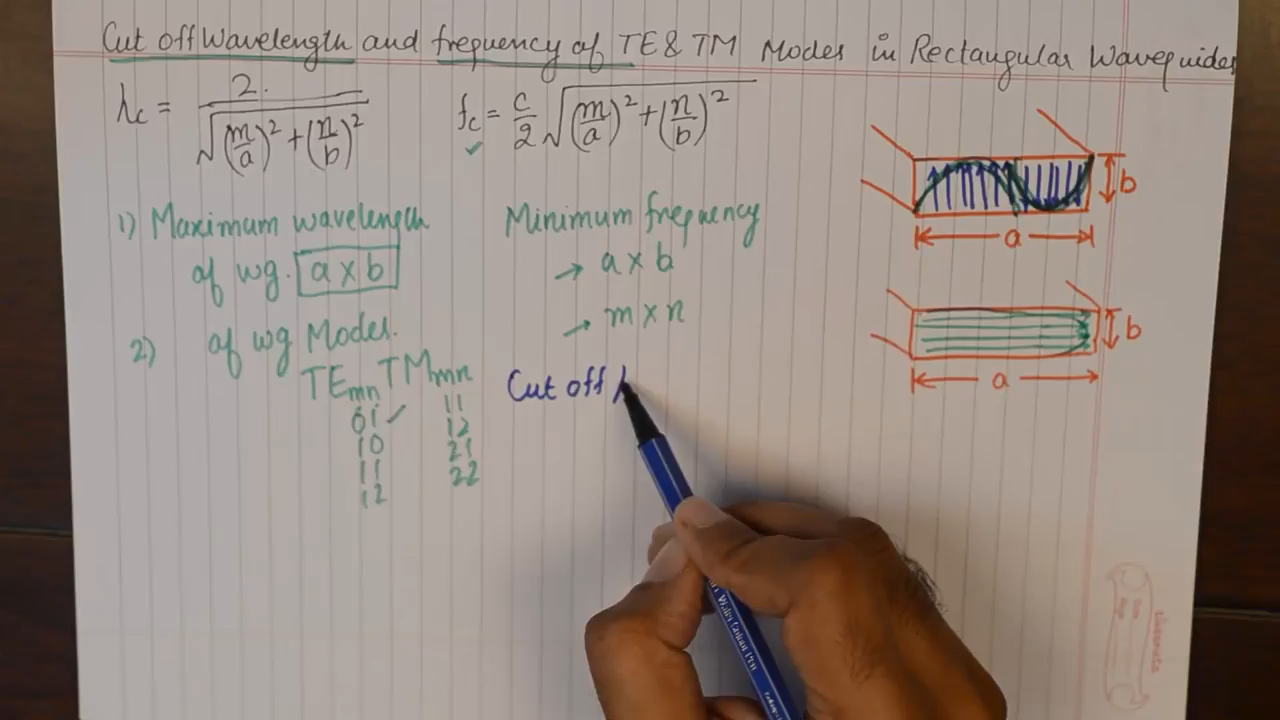 Cut off Wavelength and frequency of TE & TM Modes in Rectangular Waveguides
λc = 2 / √((m/a)² + (n/b)²)
fc = c/2 √((m/a)² + (n/b)²)
1) Maximum wavelength
of wg. a x b
2) of wg Modes.
TEmn TMmn
01 ✓ 11
10 12
11 21
12 22
Minimum frequency
→ a x b
→ m x n
Cut off
b
a
b
a